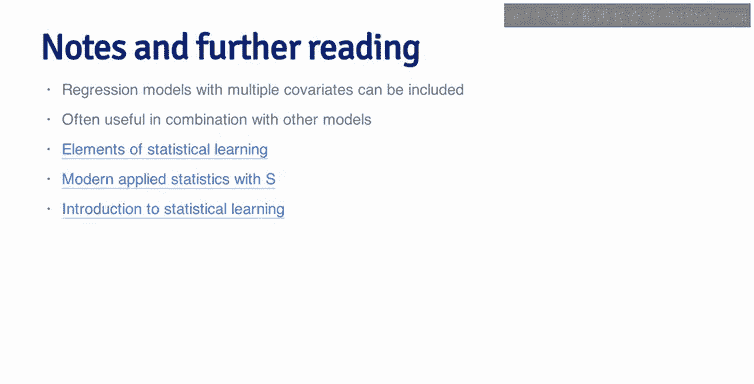 Notes and further reading
· Regression models with multiple covariates can be included
· Often useful in combination with other models
· Elements of statistical learning
· Modern applied statistics with S
· Introduction to statistical learning